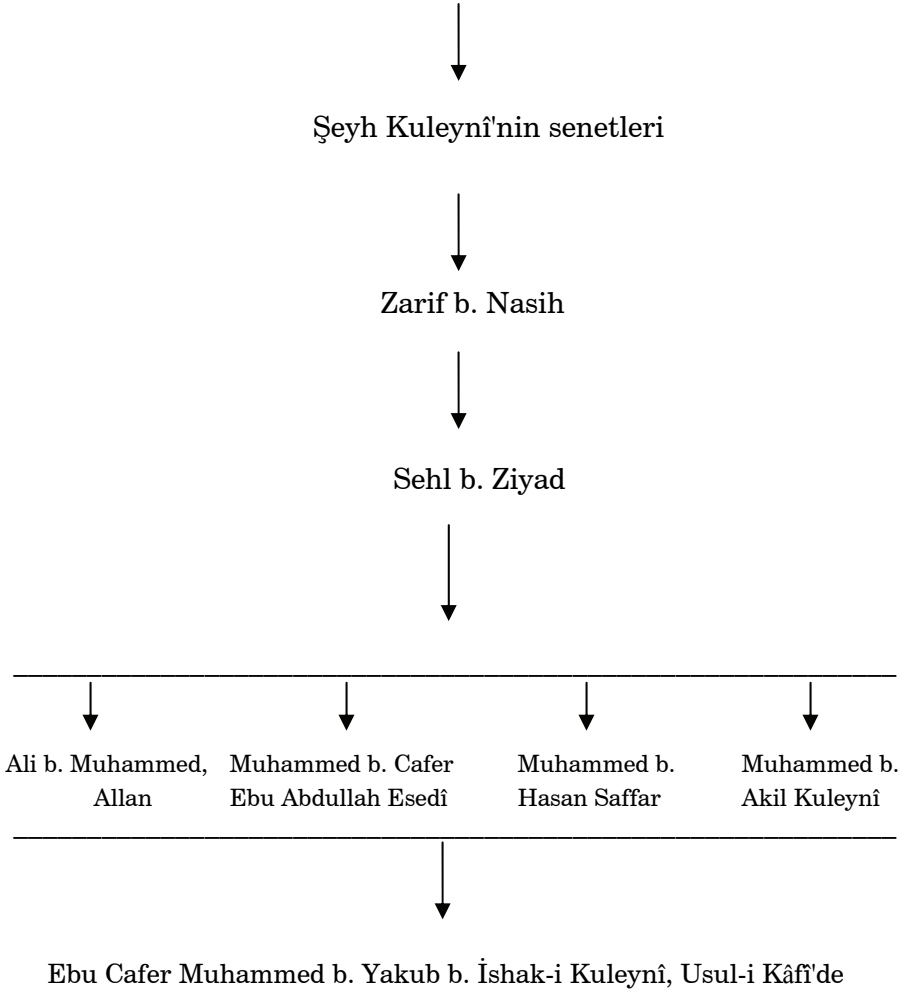 Şeyh Kuleynî'nin senetleri
Zarif b. Nasih
Sehl b. Ziyad
Ali b. Muhammed,
Allan
Muhammed b. Cafer
Ebu Abdullah Esedî
Muhammed b.
Hasan Saffar
Muhammed b.
Akil Kuleynî
Ebu Cafer Muhammed b. Yakub b. İshak-i Kuleynî, Usul-i Kâfî'de